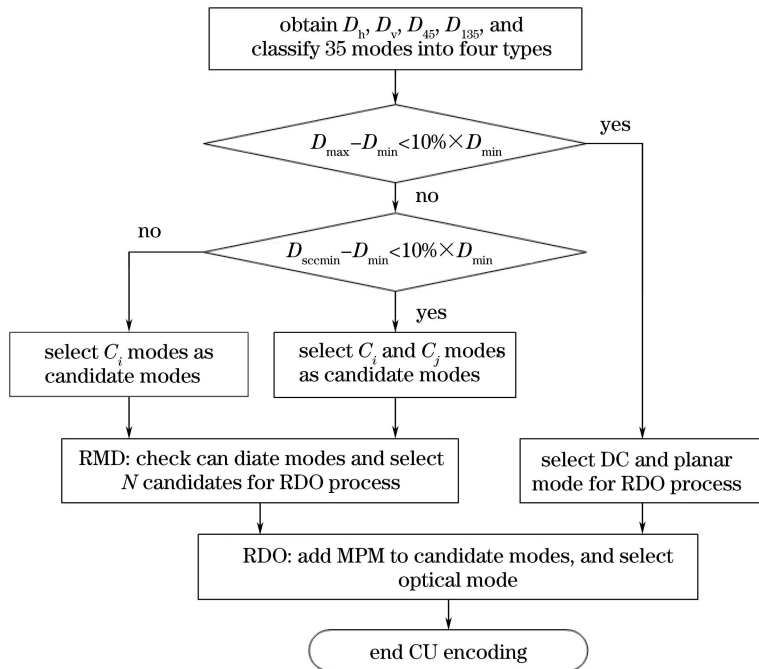 obtain D_h, D_v, D_45, D_135, and
classify 35 modes into four types
D_max−D_min<10%×D_min
yes
no
no
D_sccmin−D_min<10%×D_min
yes
select C_i modes as
candidate modes
select C_i and C_j modes
as candidate modes
RMD: check can diate modes and select
N candidates for RDO process
select DC and planar
mode for RDO process
RDO: add MPM to candidate modes, and select
optical mode
end CU encoding